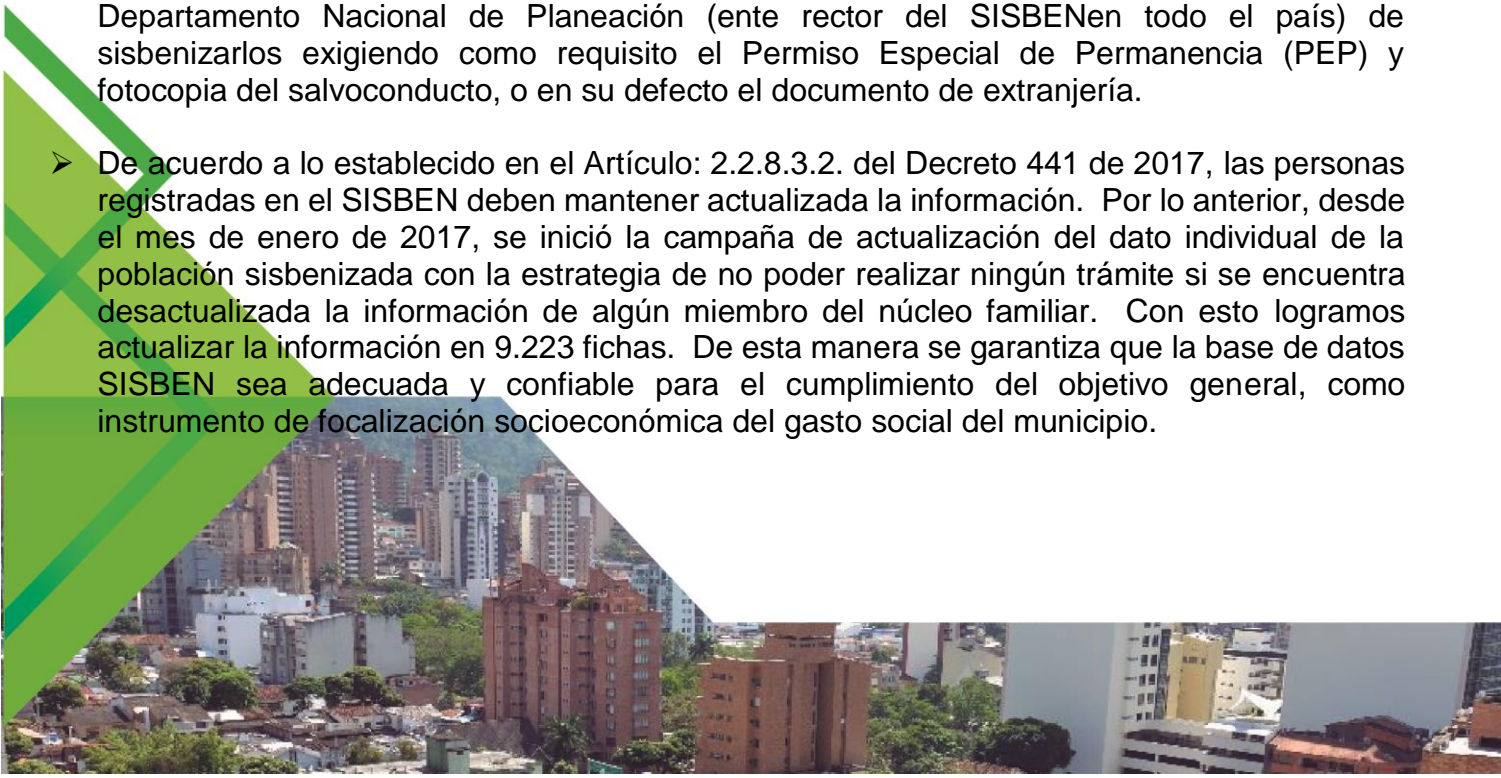 Departamento Nacional de Planeación (ente rector del SISBENen todo el país) de
sisbenizarlos exigiendo como requisito el Permiso Especial de Permanencia (PEP) y
fotocopia del salvoconducto, o en su defecto el documento de extranjería.
➢ De acuerdo a lo establecido en el Artículo: 2.2.8.3.2. del Decreto 441 de 2017, las personas
registradas en el SISBEN deben mantener actualizada la información. Por lo anterior, desde
el mes de enero de 2017, se inició la campaña de actualización del dato individual de la
población sisbenizada con la estrategia de no poder realizar ningún trámite si se encuentra
desactualizada la información de algún miembro del núcleo familiar. Con esto logramos
actualizar la información en 9.223 fichas. De esta manera se garantiza que la base de datos
SISBEN sea adecuada y confiable para el cumplimiento del objetivo general, como
instrumento de focalización socioeconómica del gasto social del municipio.